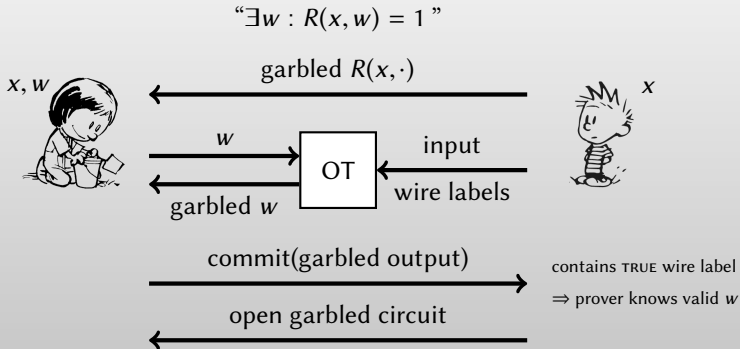 “∃w : R(x, w) = 1 ”
garbled R(x, ·)
x, w
x
w
OT
input
garbled w
wire labels
commit(garbled output)
contains TRUE wire label
⇒ prover knows valid w
open garbled circuit